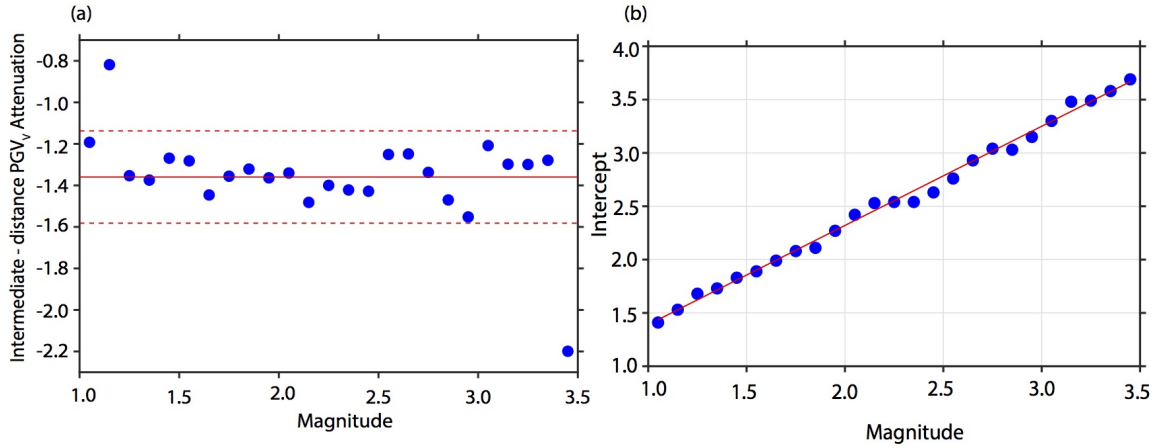 (a)
Intermediate - distance PGV_V Attenuation
-0.8
-1.0
-1.2
-1.4
-1.6
-1.8
-2.0
-2.2
1.0 1.5 2.0 2.5 3.0 3.5
Magnitude
(b)
Intercept
4.0
3.5
3.0
2.5
2.0
1.5
1.0
1.0 1.5 2.0 2.5 3.0 3.5
Magnitude